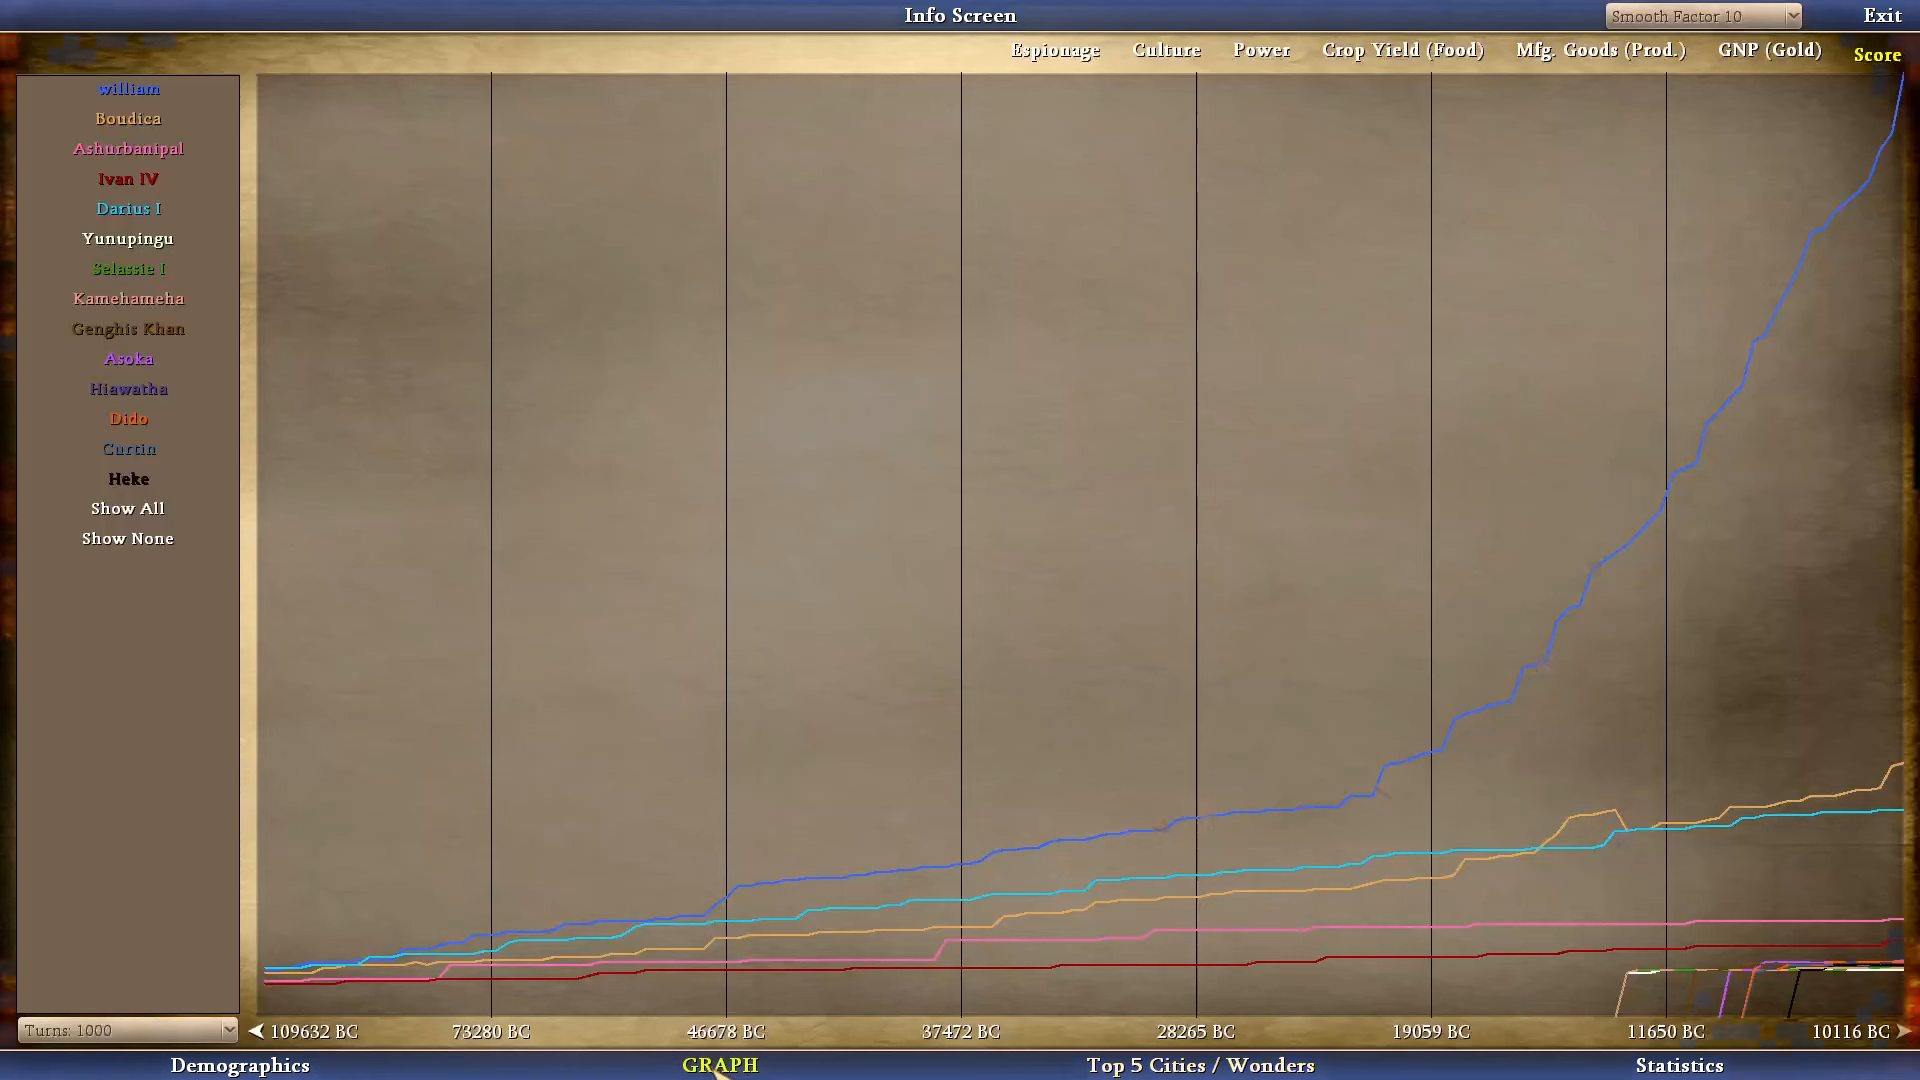 Info Screen
Smooth Factor 10
Exit
Espionage Culture Power Crop Yield (Food) Mfg. Goods (Prod.) GNP (Gold) Score
william
Boudica
Ashurbanipal
Ivan IV
Darius I
Yunupingu
Selassie I
Kamehameha
Genghis Khan
Asoka
Hiawatha
Dido
Curtin
Heke
Show All
Show None
Turns: 1000
109632 BC 73280 BC 46678 BC 37472 BC 28265 BC 19059 BC 11650 BC 10116 BC
Demographics GRAPH Top 5 Cities / Wonders Statistics